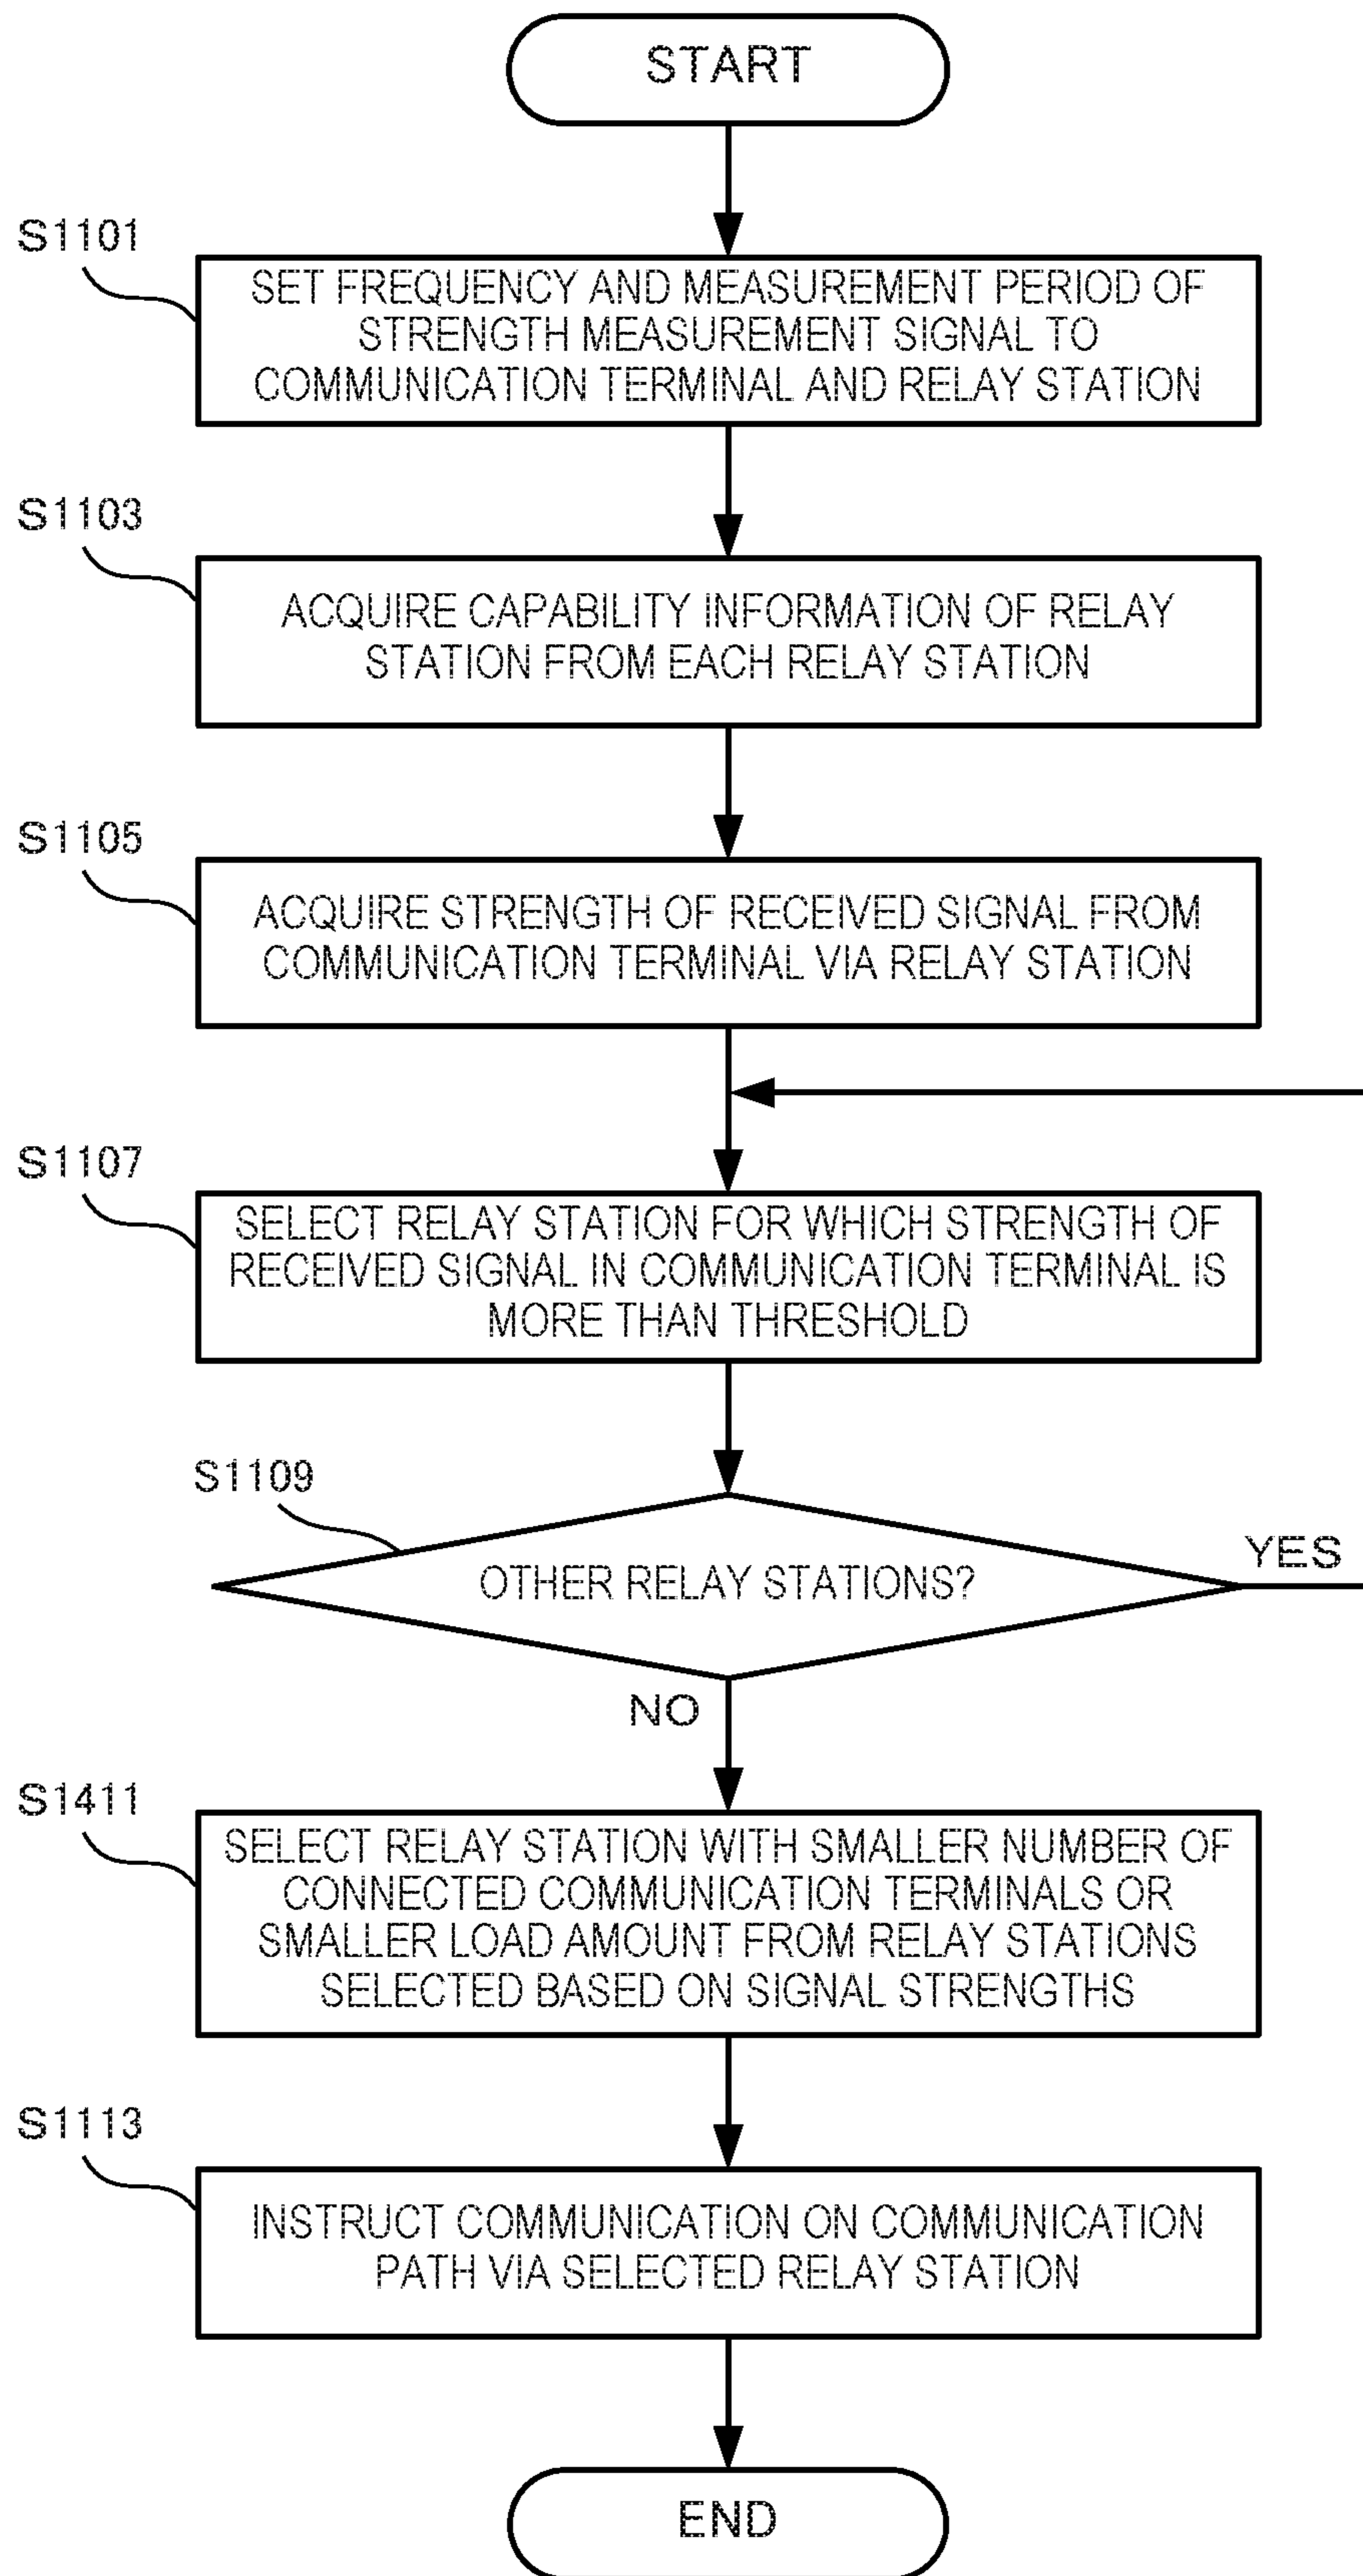 START
S1101
SET FREQUENCY AND MEASUREMENT PERIOD OF
STRENGTH MEASUREMENT SIGNAL TO
COMMUNICATION TERMINAL AND RELAY STATION
S1103
ACQUIRE CAPABILITY INFORMATION OF RELAY
STATION FROM EACH RELAY STATION
S1105
ACQUIRE STRENGTH OF RECEIVED SIGNAL FROM
COMMUNICATION TERMINAL VIA RELAY STATION
S1107
SELECT RELAY STATION FOR WHICH STRENGTH OF
RECEIVED SIGNAL IN COMMUNICATION TERMINAL IS
MORE THAN THRESHOLD
S1109
OTHER RELAY STATIONS?
YES
NO
S1411
SELECT RELAY STATION WITH SMALLER NUMBER OF
CONNECTED COMMUNICATION TERMINALS OR
SMALLER LOAD AMOUNT FROM RELAY STATIONS
SELECTED BASED ON SIGNAL STRENGTHS
S1113
INSTRUCT COMMUNICATION ON COMMUNICATION
PATH VIA SELECTED RELAY STATION
END